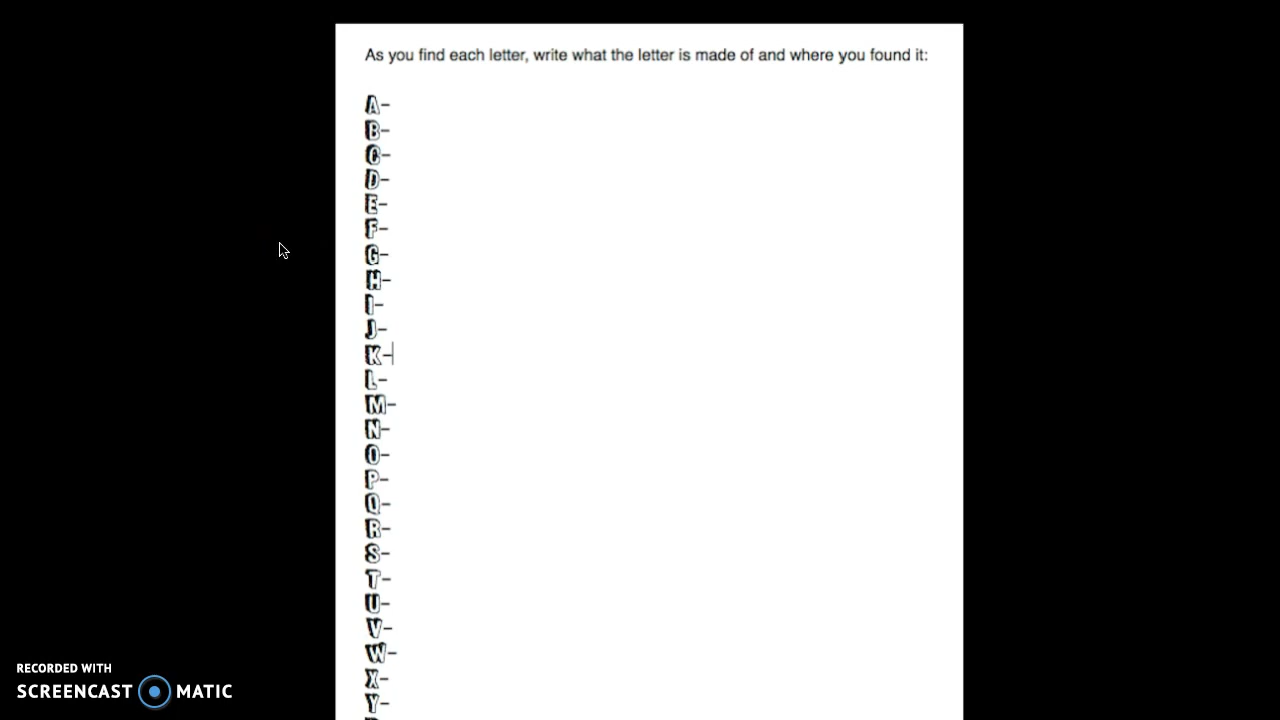 As you find each letter, write what the letter is made of and where you found it:
A-
B-
C-
D-
E-
F-
G-
H-
I-
J-
K-
L-
M-
N-
O-
P-
Q-
R-
S-
T-
U-
V-
W-
X-
Y-
RECORDED WITH
SCREENCAST MATIC